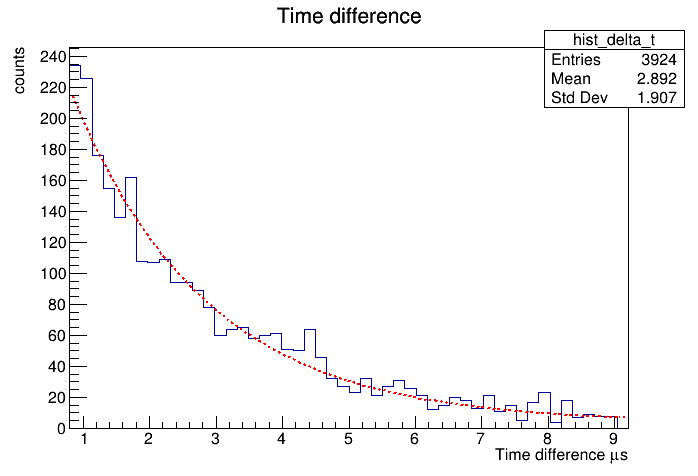 Time difference
hist_delta_t
Entries 3924
Mean 2.892
Std Dev 1.907
counts
240
220
200
180
160
140
120
100
80
60
40
20
0
1 2 3 4 5 6 7 8 9
Time difference μs